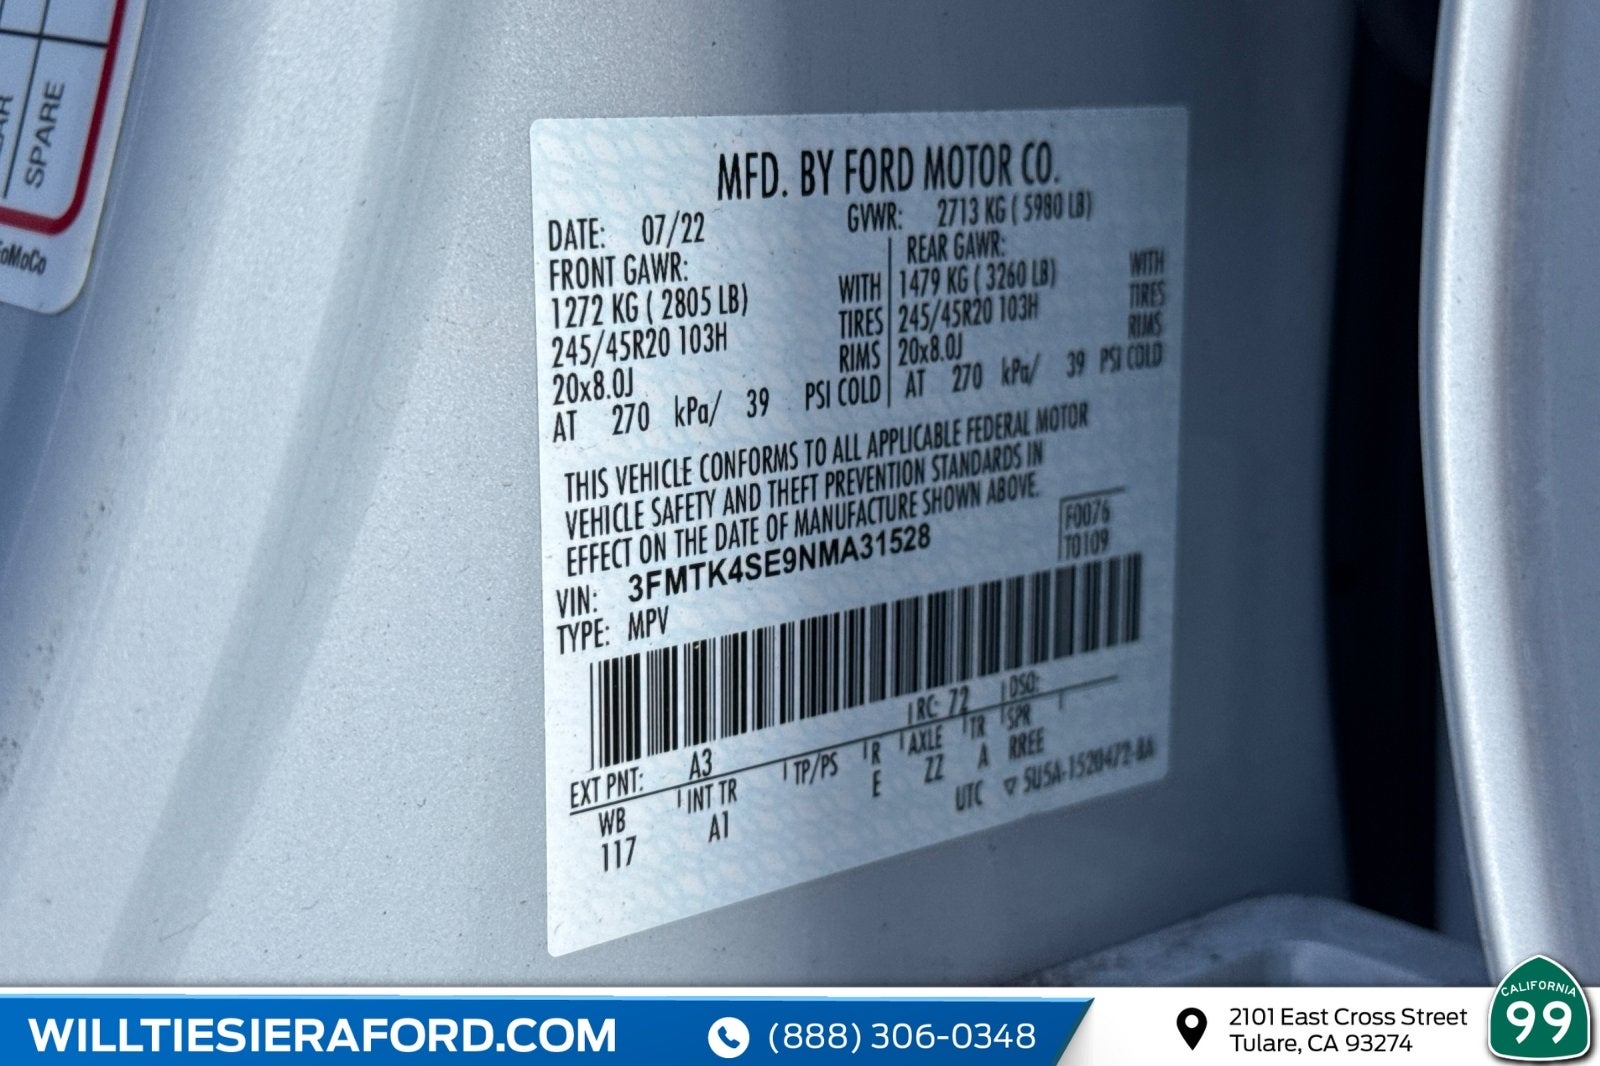 SPARE
FoMoCo
MFD. BY FORD MOTOR CO.
DATE: 07/22 GVWR: 2713 KG ( 5980 LB)
FRONT GAWR: REAR GAWR:
1272 KG ( 2805 LB) WITH 1479 KG ( 3260 LB) WITH
245/45R20 103H TIRES 245/45R20 103H TIRES
20x8.0J RIMS 20x8.0J RIMS
AT 270 kPa/ 39 PSI COLD AT 270 kPa/ 39 PSI COLD
THIS VEHICLE CONFORMS TO ALL APPLICABLE FEDERAL MOTOR
VEHICLE SAFETY AND THEFT PREVENTION STANDARDS IN
EFFECT ON THE DATE OF MANUFACTURE SHOWN ABOVE.
VIN: 3FMTK4SE9NMA31528 F0076
TYPE: MPV T0109
EXT PNT: A3 RC: 72 DSO:
WB INT TR TP/PS R AXLE TR SPR
117 A1 E ZZ A RREE
UTC ▽ 5U5A-1520472-BA
WILLTIESIERAFORD.COM
(888) 306-0348
2101 East Cross Street
Tulare, CA 93274
CALIFORNIA
99